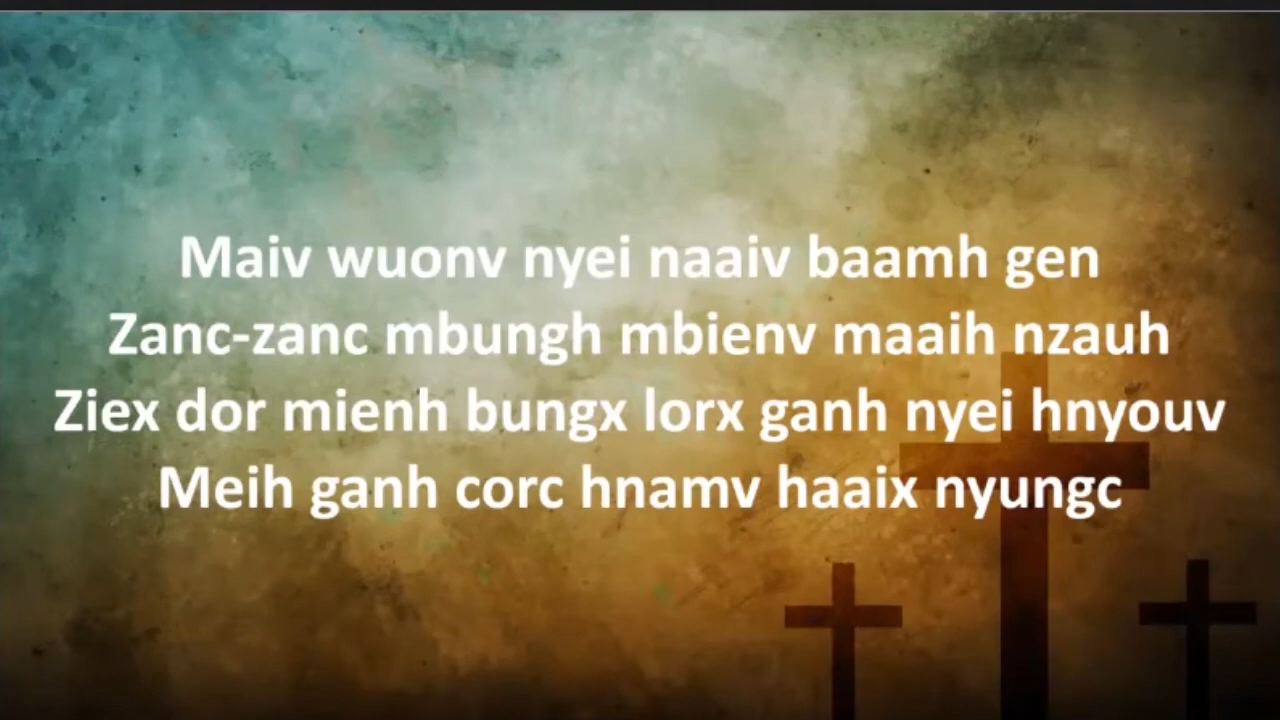 Maiv wuonv nyei naaiv baamh gen
Zanc-zanc mbungh mbienv maaih nzauh
Ziex dor mienh bungx lorx ganh nyei hnyouv
Meih ganh corc hnamv haaix nyungc